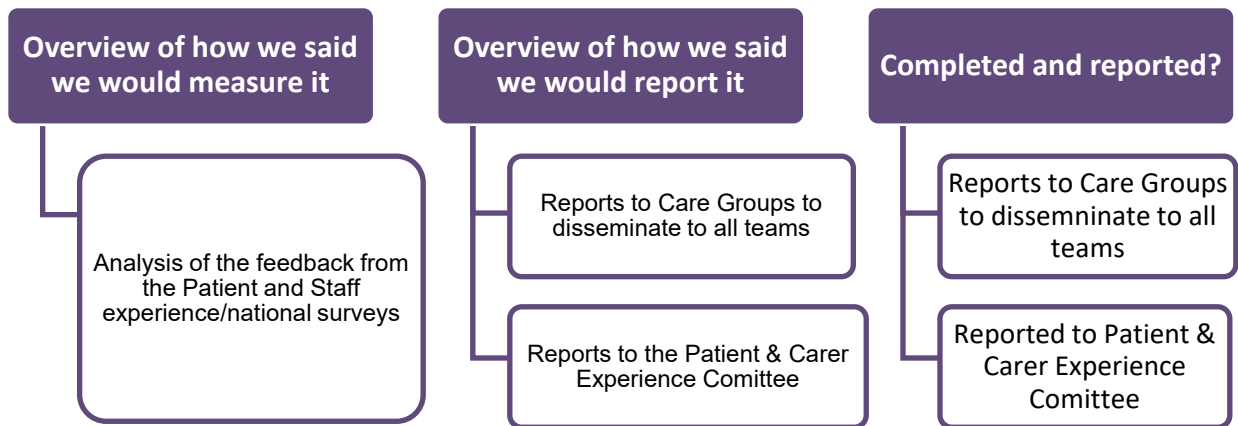 Overview of how we said
we would measure it
Analysis of the feedback from
the Patient and Staff
experience/national surveys
Overview of how we said
we would report it
Reports to Care Groups to
disseminate to all teams
Reports to the Patient & Carer
Experience Comittee
Completed and reported?
Reports to Care Groups
to dissemninate to all
teams
Reported to Patient &
Carer Experience
Comittee